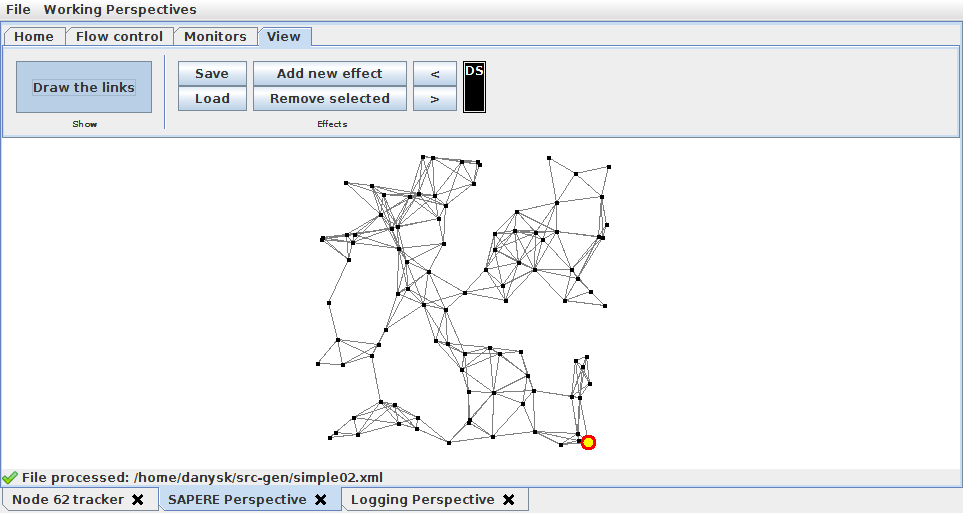 File Working Perspectives
Home Flow control Monitors View
Draw the links Save Add new effect < DS
Load Remove selected >
Show Effects
File processed: /home/danysk/src-gen/simple02.xml
Node 62 tracker SAPERE Perspective Logging Perspective